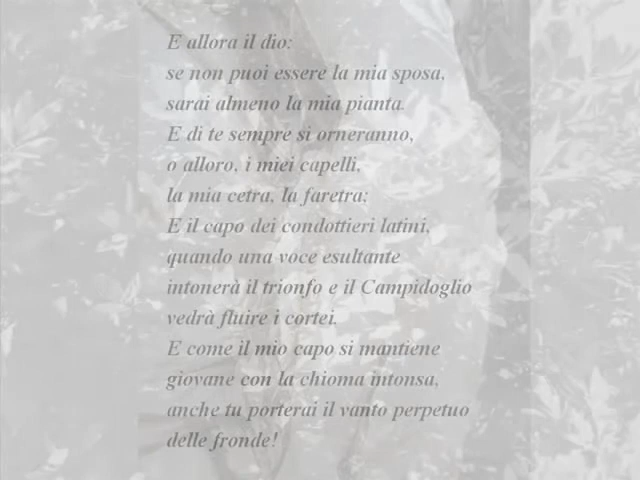 E allora il dio:
se non puoi essere la mia sposa,
sarai almeno la mia pianta.
E di te sempre si orneranno,
o alloro, i miei capelli,
la mia cetra, la faretra;
E il capo dei condottieri latini,
quando una voce esultante
intonerà il trionfo e il Campidoglio
vedrà fluire i cortei.
E come il mio capo si mantiene
giovane con la chioma intonsa,
anche tu porterai il vanto perpetuo
delle fronde!